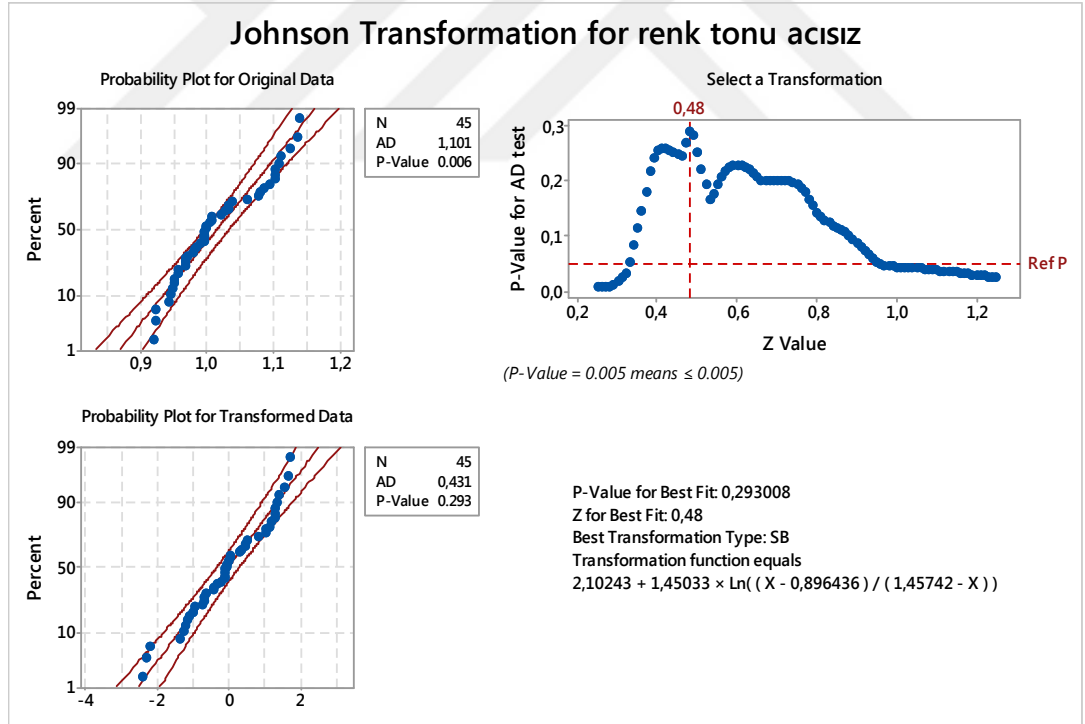 Johnson Transformation for renk tonu acısız
Probability Plot for Original Data
Percent
99
90
50
10
1
0,9 1,0 1,1 1,2
N 45
AD 1,101
P-Value 0.006
Select a Transformation
0,48
P-Value for AD test
0,3
0,2
0,1
0,0
Ref P
0,2 0,4 0,6 0,8 1,0 1,2
Z Value
(P-Value = 0.005 means ≤ 0.005)
Probability Plot for Transformed Data
Percent
99
90
50
10
1
-4 -2 0 2
N 45
AD 0,431
P-Value 0.293
P-Value for Best Fit: 0,293008
Z for Best Fit: 0,48
Best Transformation Type: SB
Transformation function equals
2,10243 + 1,45033 × Ln( ( X - 0,896436 ) / ( 1,45742 - X ) )